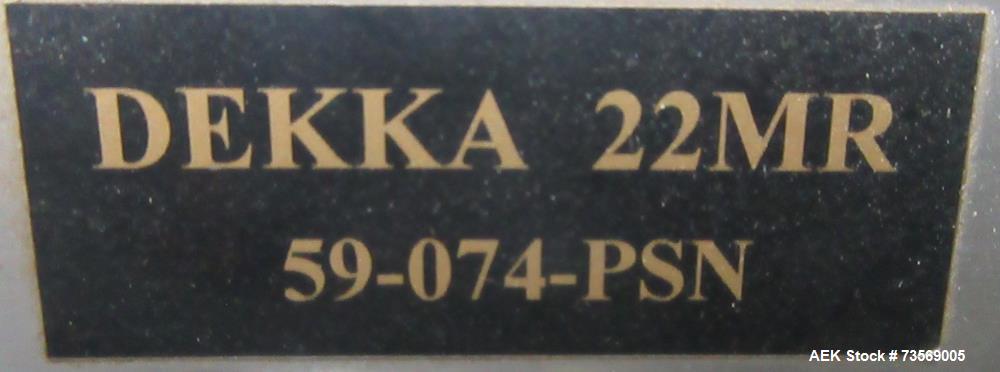 DEKKA 22MR
59-074-PSN
AEK Stock # 73569005